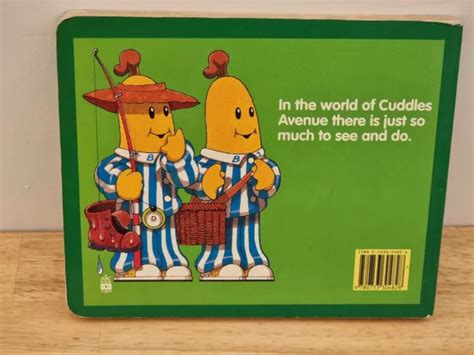 In the world of Cuddles
Avenue there is just so
much to see and do.
B
B